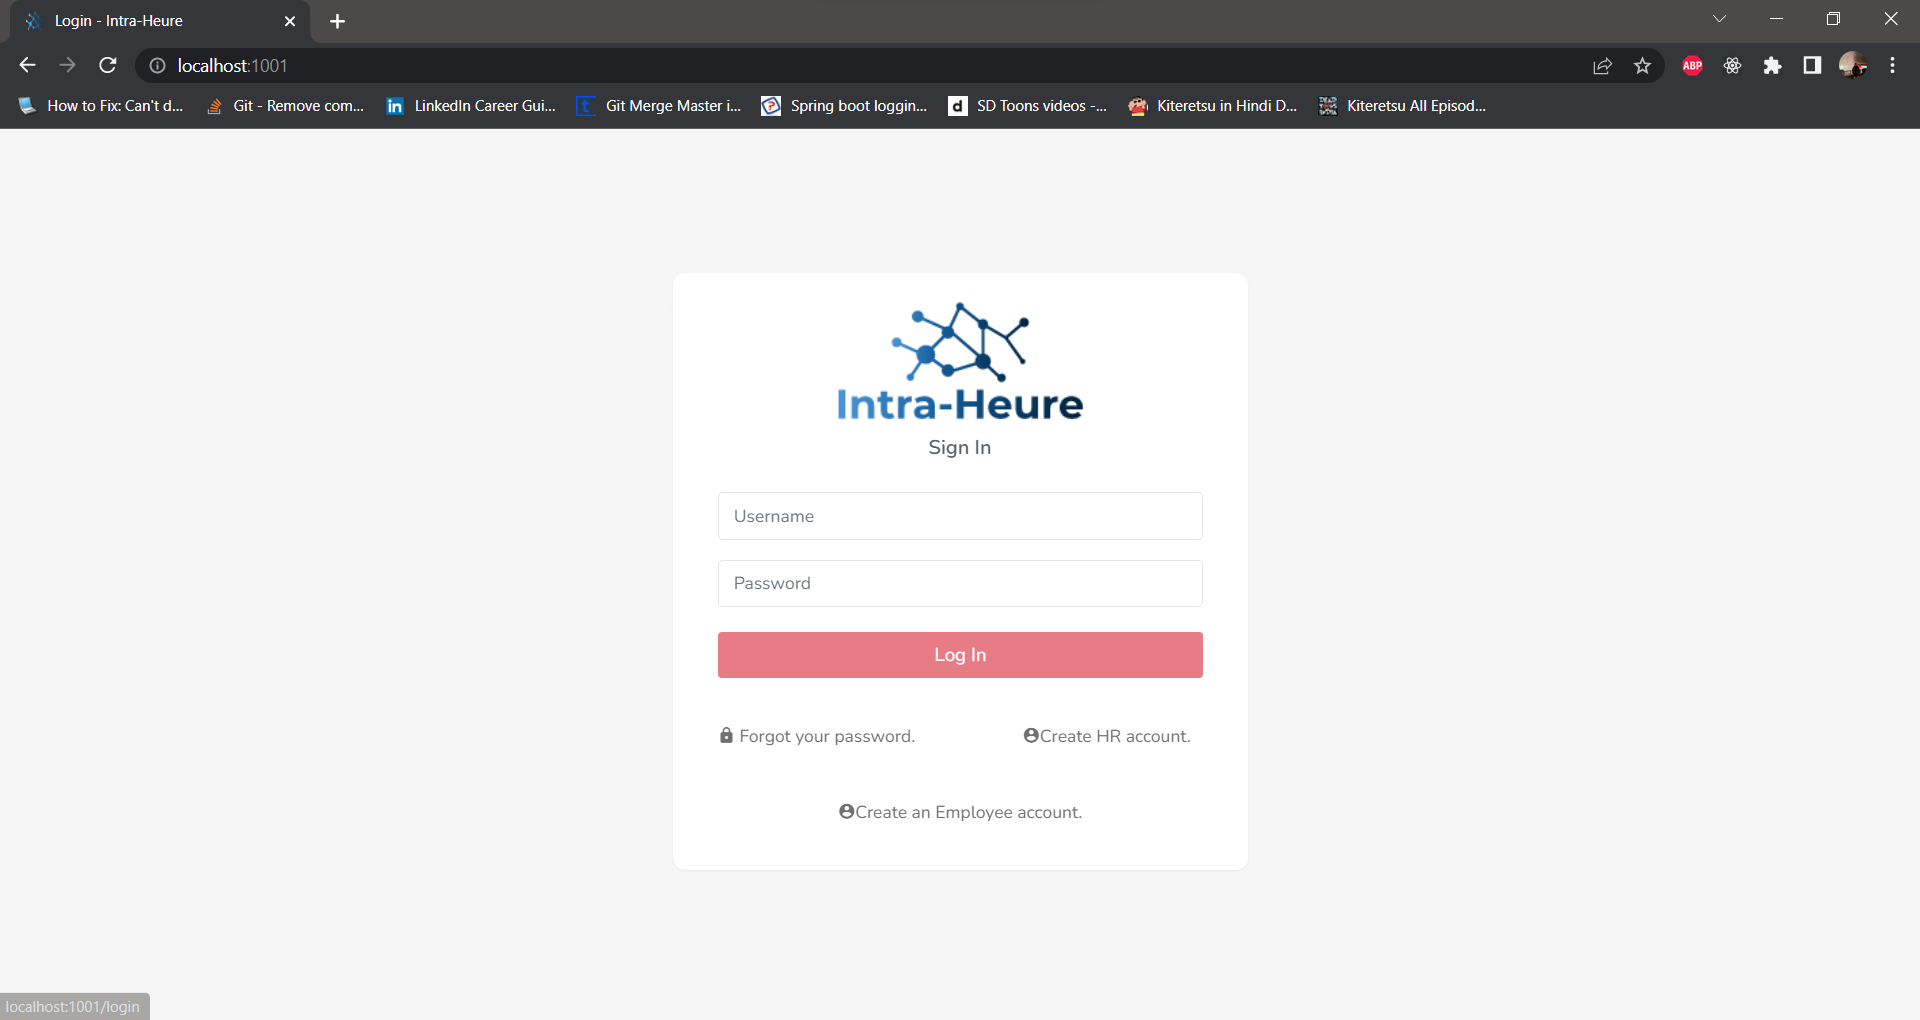 Login - Intra-Heure
localhost:1001
ABP
How to Fix: Can't d...
Git - Remove com...
in LinkedIn Career Gui...
t Git Merge Master i...
? Spring boot loggin...
d SD Toons videos -...
Kiteretsu in Hindi D...
Kiteretsu All Episod...
Intra-Heure
Sign In
Username
Password
Log In
Forgot your password.
Create HR account.
Create an Employee account.
localhost:1001/login